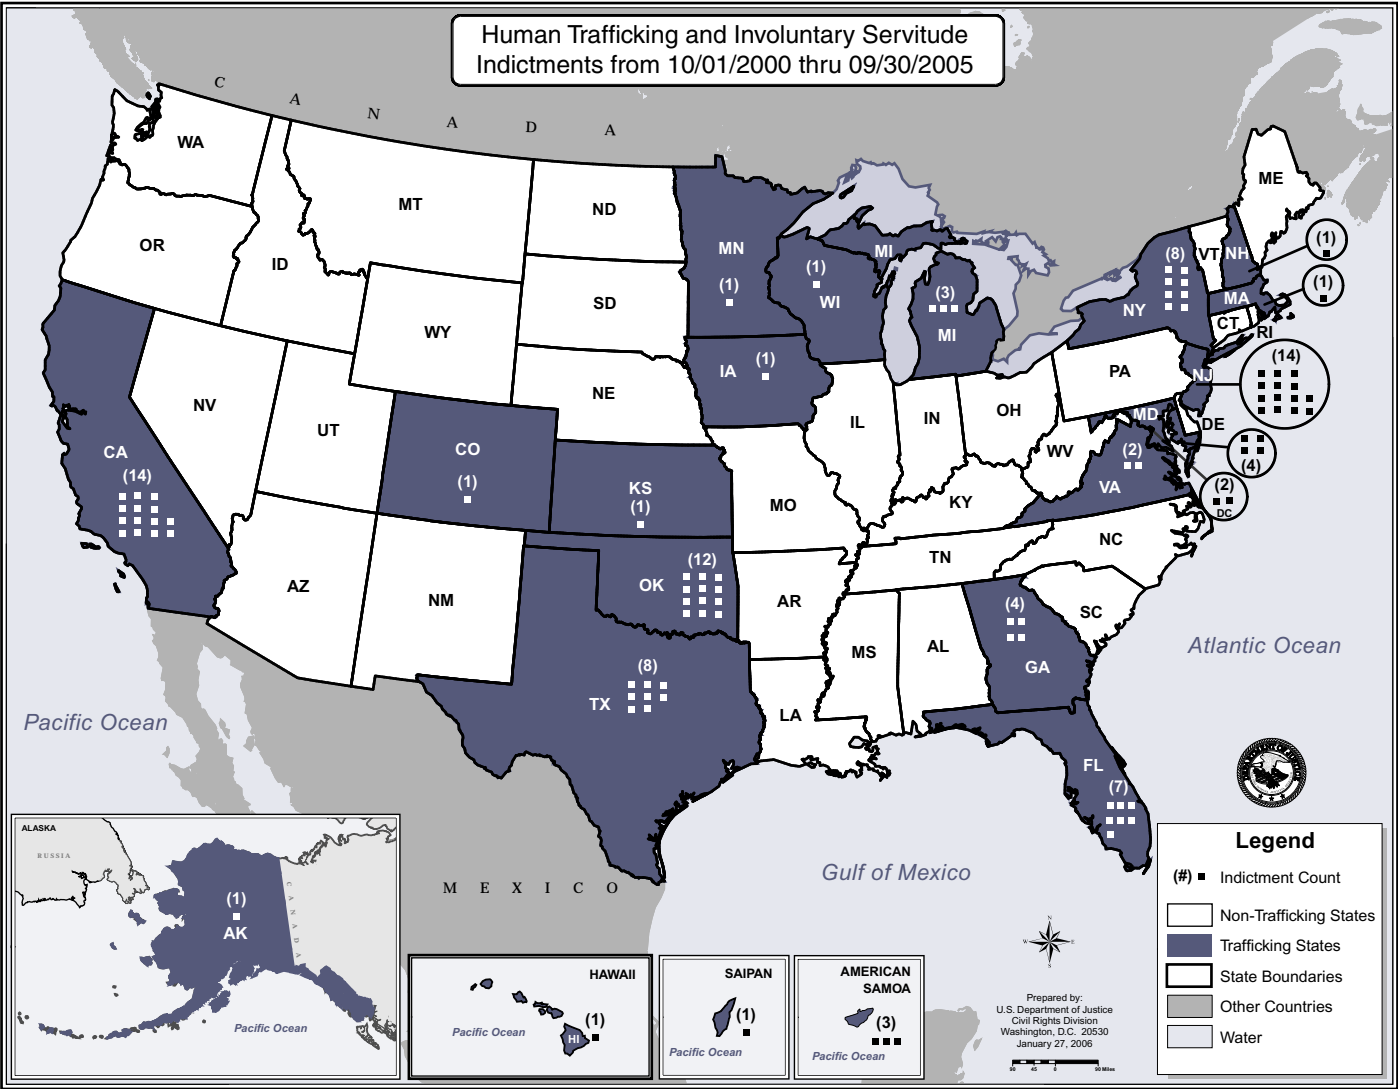 Human Trafficking and Involuntary Servitude
Indictments from 10/01/2000 thru 09/30/2005
C A N A D A
WA
OR
ID
MT
ND
SD
WY
NE
MN
(1)
WI
(1)
MI
MI
(3)
IA
(1)
ME
VT
NH
(1)
MA
(1)
NY
(8)
CT
RI
PA
NJ
(14)
DE
MD
(4)
(2)
DC
VA
(2)
WV
OH
IN
IL
KY
NV
UT
CO
(1)
KS
(1)
MO
CA
(14)
AZ
NM
OK
(12)
AR
TN
NC
SC
MS
AL
GA
(4)
TX
(8)
LA
FL
(7)
Pacific Ocean
Atlantic Ocean
Gulf of Mexico
M E X I C O
ALASKA
RUSSIA
CANADA
(1)
AK
Pacific Ocean
HAWAII
Pacific Ocean
(1)
HI
SAIPAN
(1)
Pacific Ocean
AMERICAN
SAMOA
(3)
Pacific Ocean
N
W
E
S
Prepared by:
U.S. Department of Justice
Civil Rights Division
Washington, D.C. 20530
January 27, 2006
90 45 0 90 Miles
Legend
(#) Indictment Count
Non-Trafficking States
Trafficking States
State Boundaries
Other Countries
Water